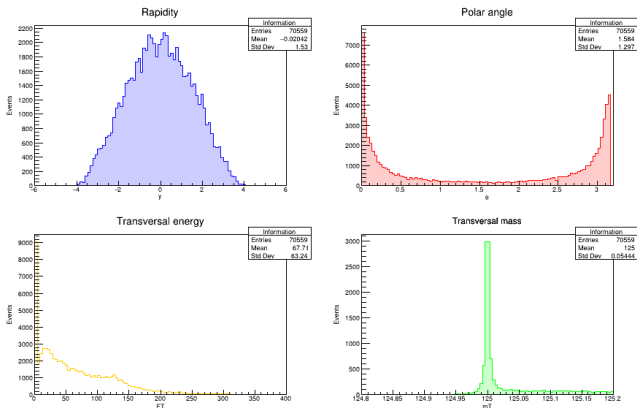 Rapidity
Information
Entries 70559
Mean −0.02042
Std Dev 1.53
Events
2200
2000
1800
1600
1400
1200
1000
800
600
400
200
0
−6 −4 −2 0 2 4 6
y
Polar angle
Information
Entries 70559
Mean 1.584
Std Dev 1.297
Events
7000
6000
5000
4000
3000
2000
1000
0
0 0.5 1 1.5 2 2.5 3
Transversal energy
Information
Entries 70559
Mean 67.71
Std Dev 63.24
Events
9000
8000
7000
6000
5000
4000
3000
2000
1000
0
50 100 150 200 250 300 350 400
ET
Transversal mass
Information
Entries 70559
Mean 125
Std Dev 0.05444
Events
3000
2500
2000
1500
1000
500
124.8 124.85 124.9 124.95 125 125.05 125.1 125.15 125.2
mT